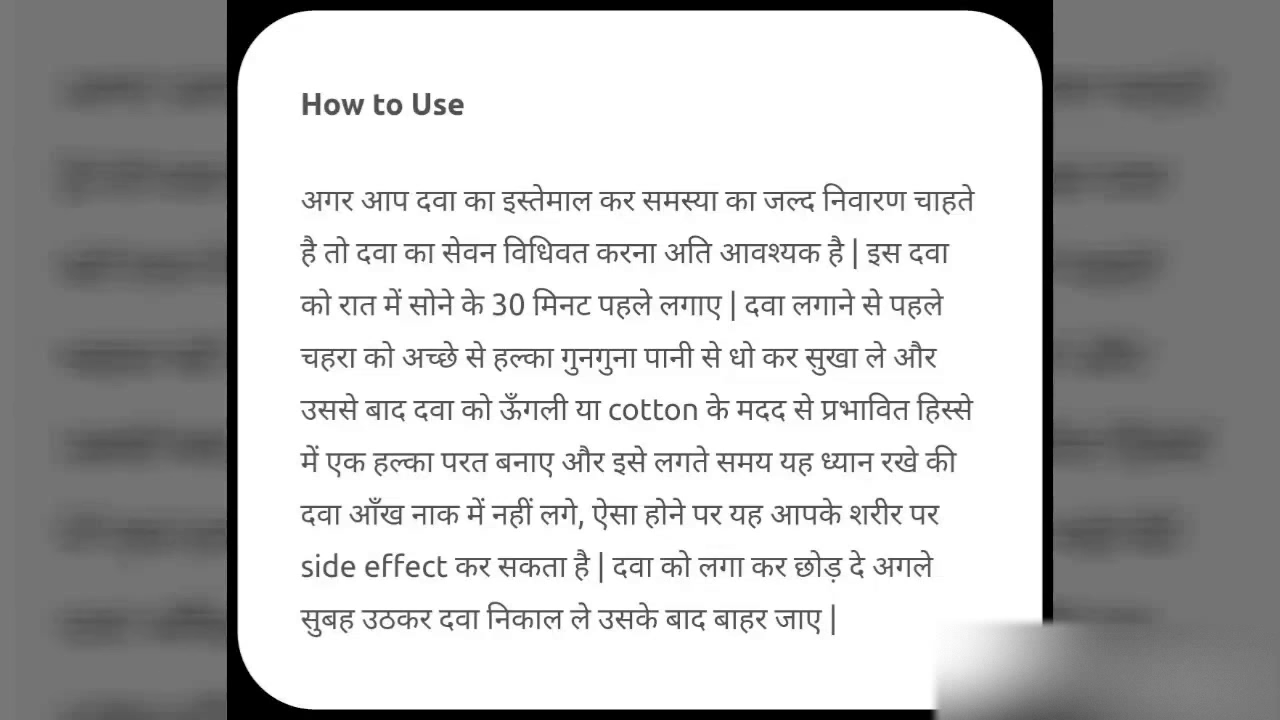 How to Use
अगर आप दवा का इस्तेमाल कर समस्या का जल्द निवारण चाहते
है तो दवा का सेवन विधिवत करना अति आवश्यक है | इस दवा
को रात में सोने के 30 मिनट पहले लगाए | दवा लगाने से पहले
चहरा को अच्छे से हल्का गुनगुना पानी से धो कर सुखा ले और
उससे बाद दवा को ऊँगली या cotton के मदद से प्रभावित हिस्से
में एक हल्का परत बनाए और इसे लगते समय यह ध्यान रखे की
दवा आँख नाक में नहीं लगे, ऐसा होने पर यह आपके शरीर पर
side effect कर सकता है | दवा को लगा कर छोड़ दे अगले
सुबह उठकर दवा निकाल ले उसके बाद बाहर जाए |